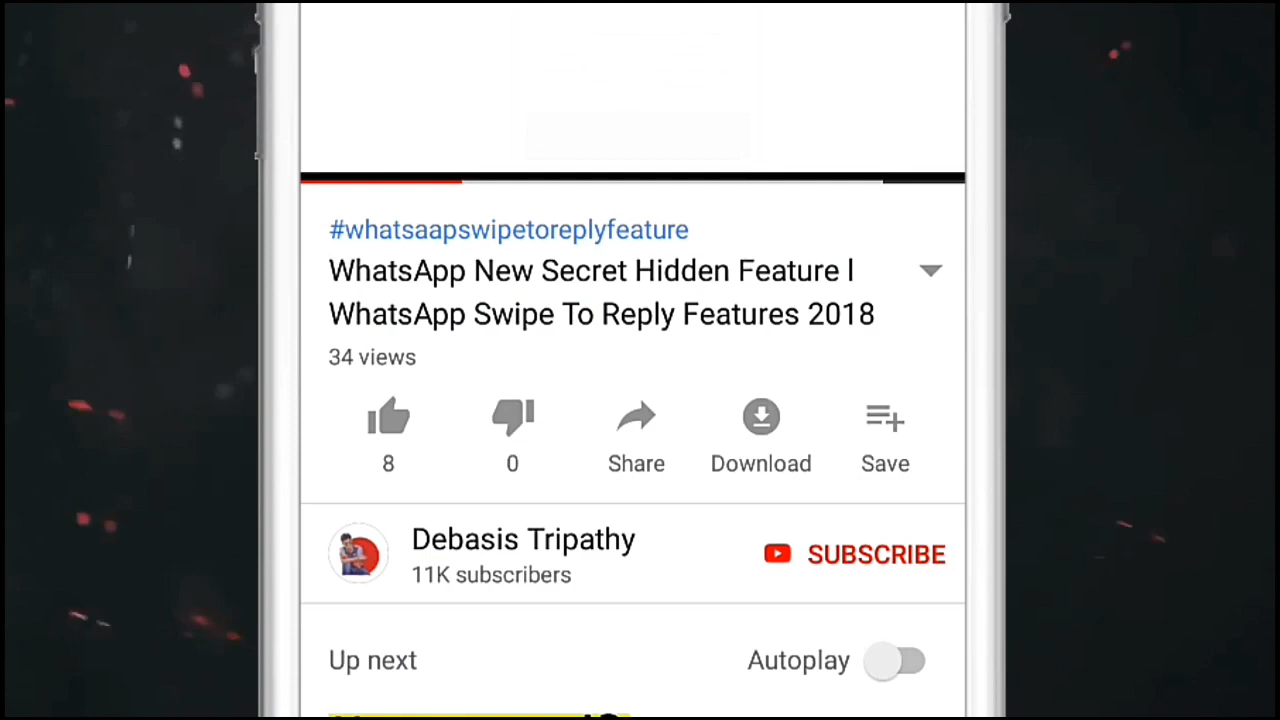 #whatsaapswipetoreplyfeature
WhatsApp New Secret Hidden Feature l
WhatsApp Swipe To Reply Features 2018
34 views
8 0 Share Download Save
Debasis Tripathy
11K subscribers
SUBSCRIBE
Up next Autoplay